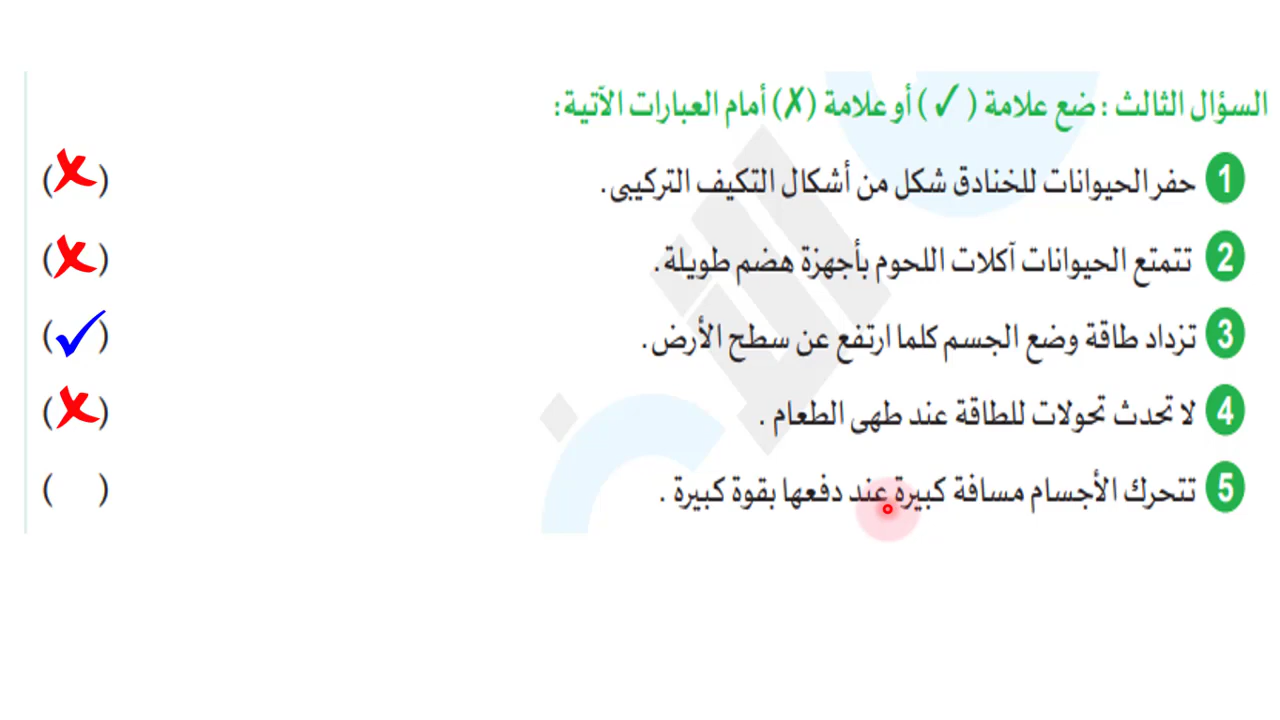 السؤال الثالث : ضع علامة ( ✓ ) أو علامة ( ✗ ) أمام العبارات الآتية :
1 حفر الحيوانات للخنادق شكل من أشكال التكيف التركيبى . ( ✗ )
2 تتمتع الحيوانات آكلات اللحوم بأجهزة هضم طويلة . ( ✗ )
3 تزداد طاقة وضع الجسم كلما ارتفع عن سطح الأرض . ( ✓ )
4 لا تحدث تحولات للطاقة عند طهى الطعام . ( ✗ )
5 تتحرك الأجسام مسافة كبيرة عند دفعها بقوة كبيرة . ( )